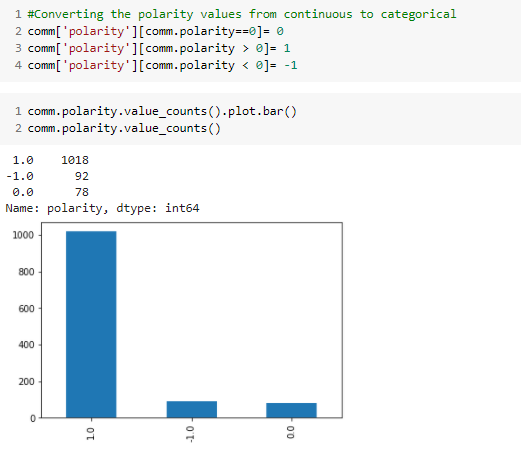 1 #Converting the polarity values from continuous to categorical
2 comm['polarity'][comm.polarity==0]= 0
3 comm['polarity'][comm.polarity > 0]= 1
4 comm['polarity'][comm.polarity < 0]= -1
1 comm.polarity.value_counts().plot.bar()
2 comm.polarity.value_counts()
1.0 1018
-1.0 92
0.0 78
Name: polarity, dtype: int64
1000
800
600
400
200
0
1.0 -1.0 0.0